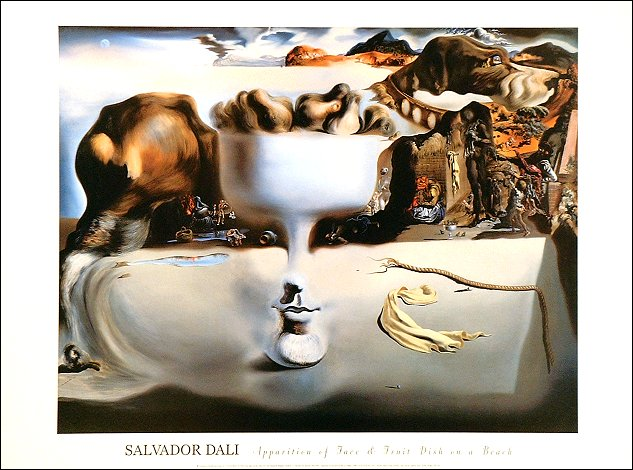 SALVADOR DALI Apparition of Face & Fruit Dish on a Beach